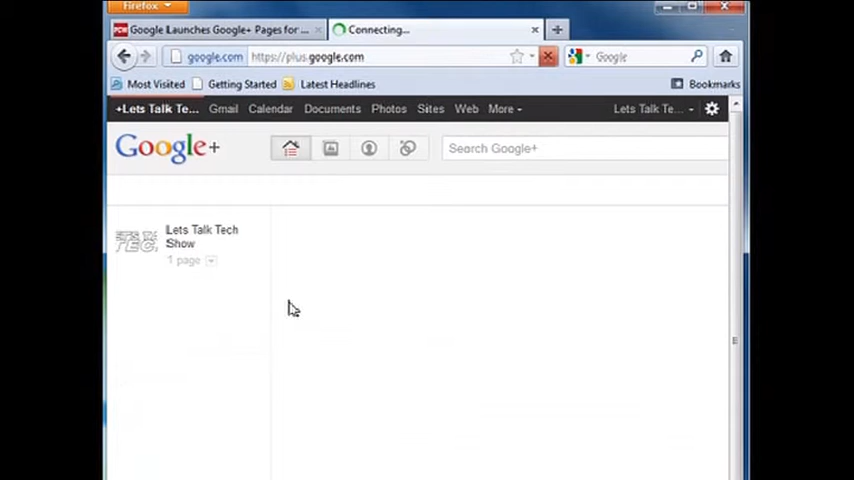 Firefox
PCM Google Launches Google+ Pages for ... Connecting...
google.com https://plus.google.com Google
Most Visited Getting Started Latest Headlines Bookmarks
+Lets Talk Te... Gmail Calendar Documents Photos Sites Web More Lets Talk Te...
Google+ Search Google+
Lets Talk Tech
Show
1 page